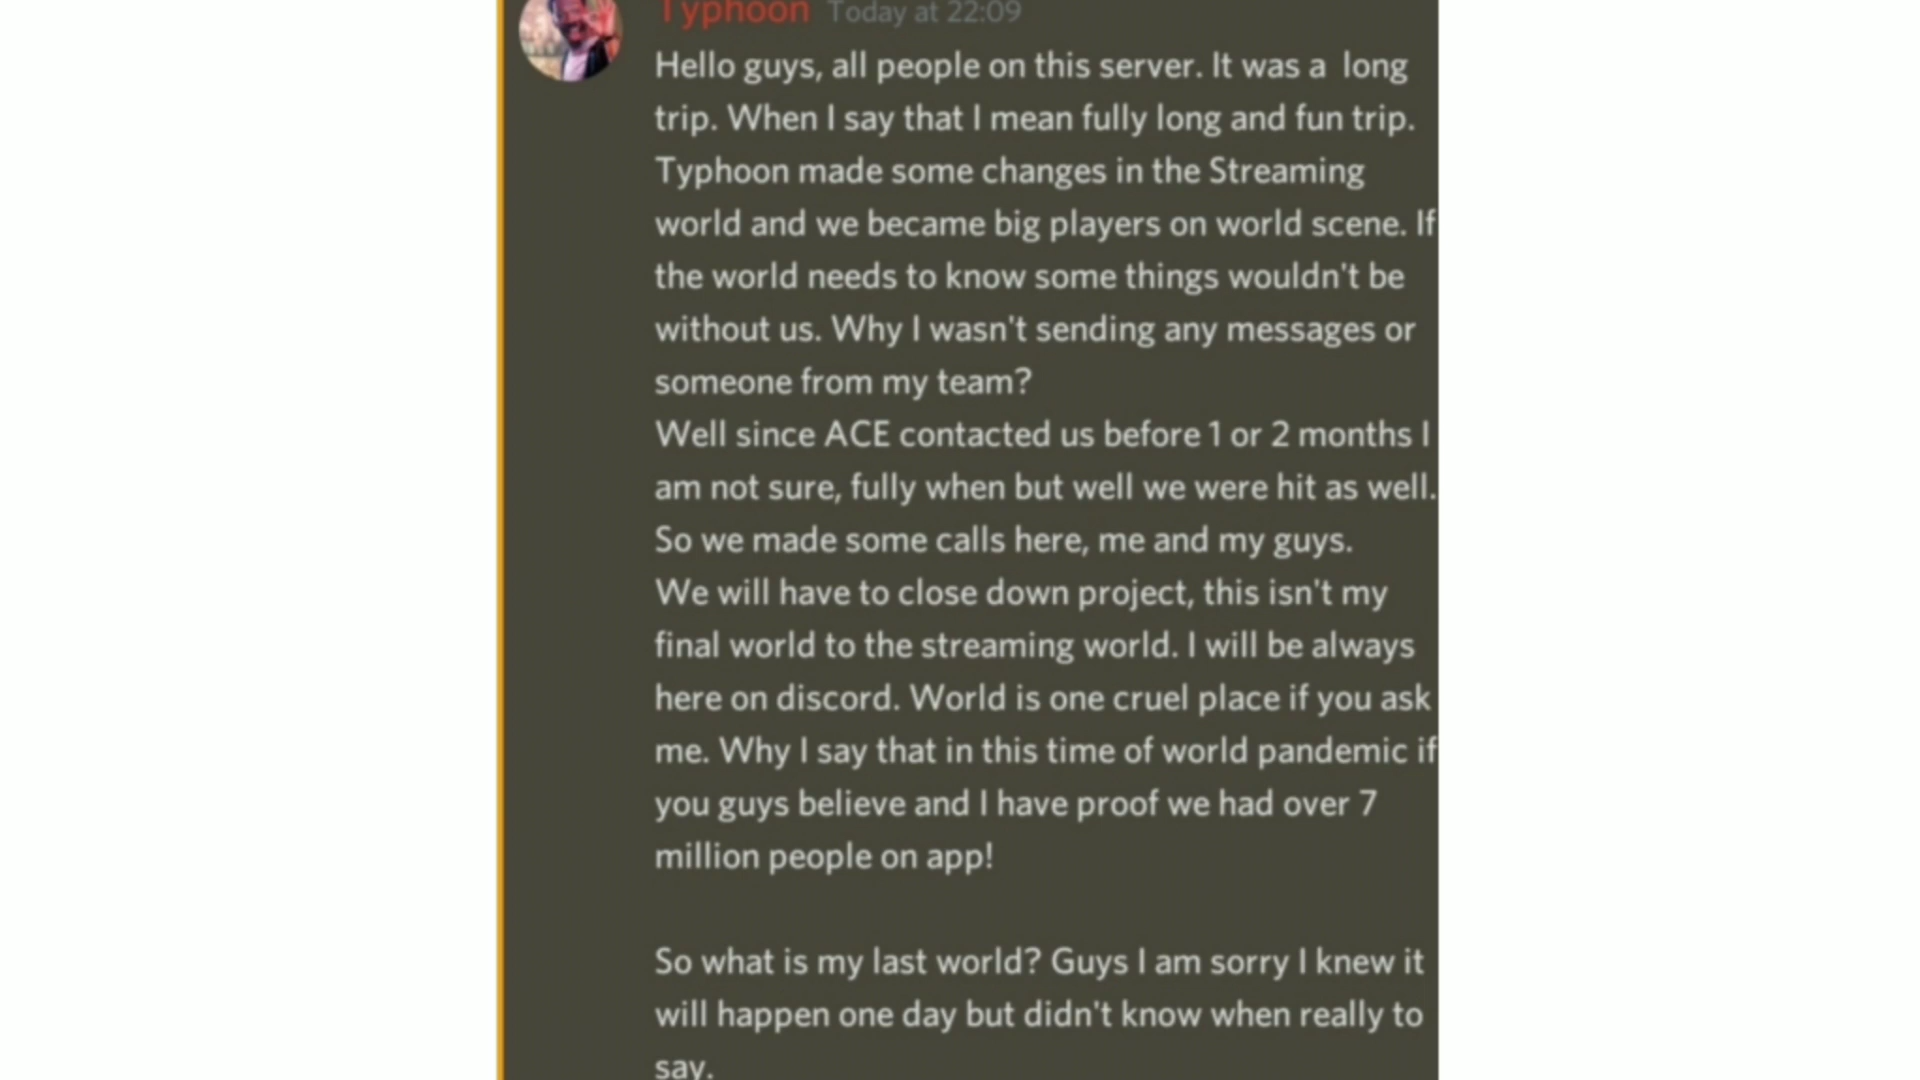 Typhoon Today at 22:09
Hello guys, all people on this server. It was a long
trip. When I say that I mean fully long and fun trip.
Typhoon made some changes in the Streaming
world and we became big players on world scene. If
the world needs to know some things wouldn't be
without us. Why I wasn't sending any messages or
someone from my team?
Well since ACE contacted us before 1 or 2 months I
am not sure, fully when but well we were hit as well.
So we made some calls here, me and my guys.
We will have to close down project, this isn't my
final world to the streaming world. I will be always
here on discord. World is one cruel place if you ask
me. Why I say that in this time of world pandemic if
you guys believe and I have proof we had over 7
million people on app!
So what is my last world? Guys I am sorry I knew it
will happen one day but didn't know when really to
say.